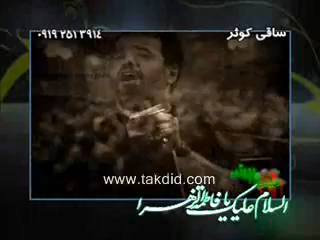 ساقی کوثر
۰۹۱۹ ۲۵۱ ۳۹۱۴
www.takdid.com
السلام علیک یا فاطمة الزهرا